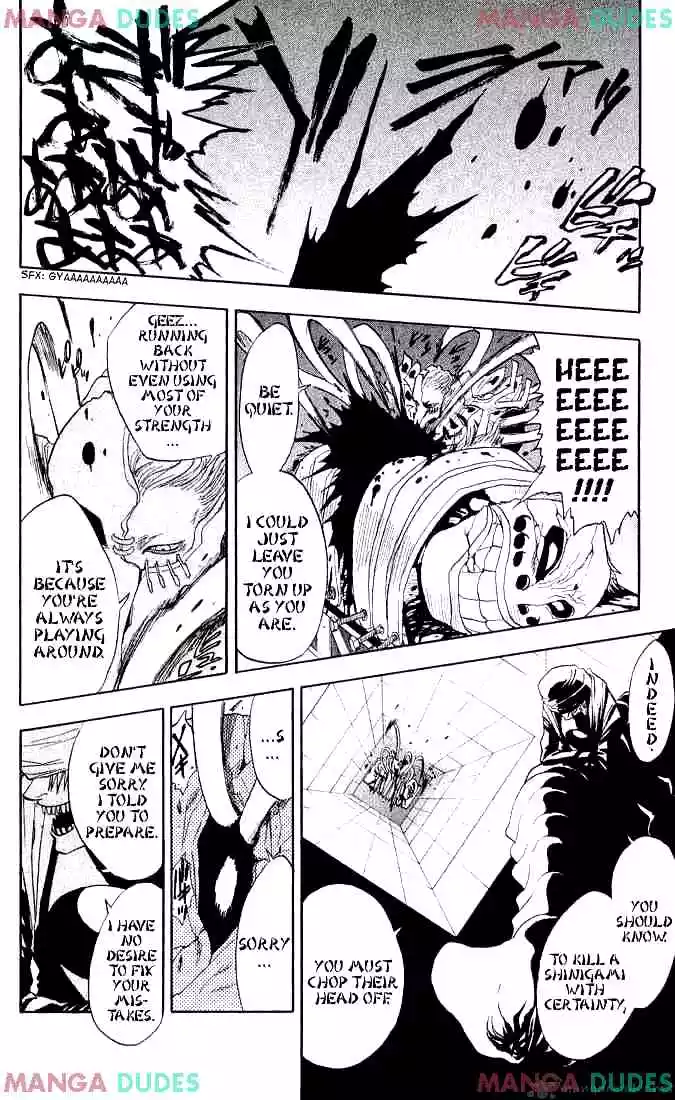 MANGA DUDES
MANGA DUDES
SFX: GYAAAAAAAAAA
HEEE
EEEE
EEEE
EEEE
!!!!
BE
QUIET.
I COULD
JUST
LEAVE
YOU
TORN UP
AS YOU
ARE.
GEEZ...
RUNNING
BACK
WITHOUT
EVEN USING
MOST OF
YOUR
STRENGTH
...
IT'S
BECAUSE
YOU'RE
ALWAYS
PLAYING
AROUND.
INDEED.
YOU
SHOULD
KNOW.
TO KILL A
SHINIGAMI
WITH
CERTAINTY,
YOU MUST
CHOP THEIR
HEAD OFF
...S
SORRY
...
DON'T
GIVE ME
SORRY.
I TOLD
YOU TO
PREPARE.
I HAVE
NO
DESIRE
TO FIX
YOUR
MIS-
TAKES.
MANGA DUDES
MANGA DUDES